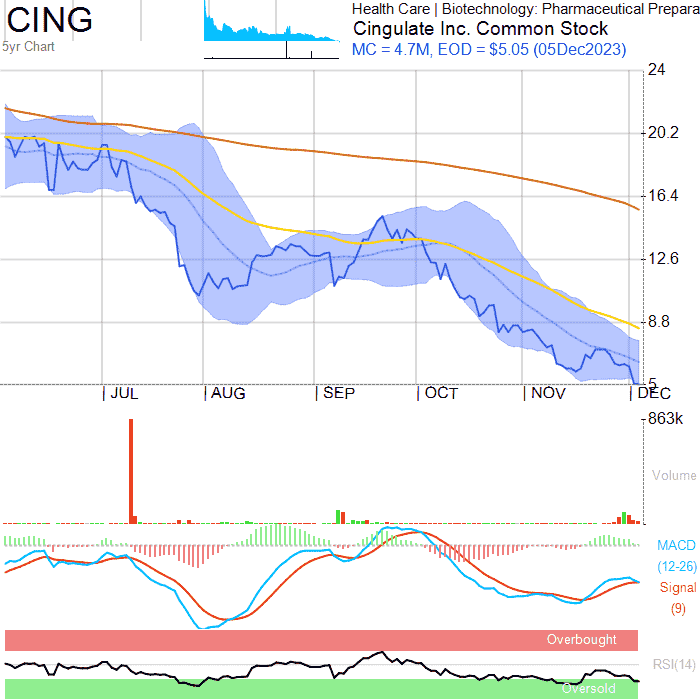 CING
5yr Chart
Health Care | Biotechnology: Pharmaceutical Prepara
Cingulate Inc. Common Stock
MC = 4.7M, EOD = $5.05 (05Dec2023)
24
20.2
16.4
12.6
8.8
5
JUL
AUG
SEP
OCT
NOV
DEC
863k
Volume
MACD
(12-26)
Signal
(9)
Overbought
RSI(14)
Oversold